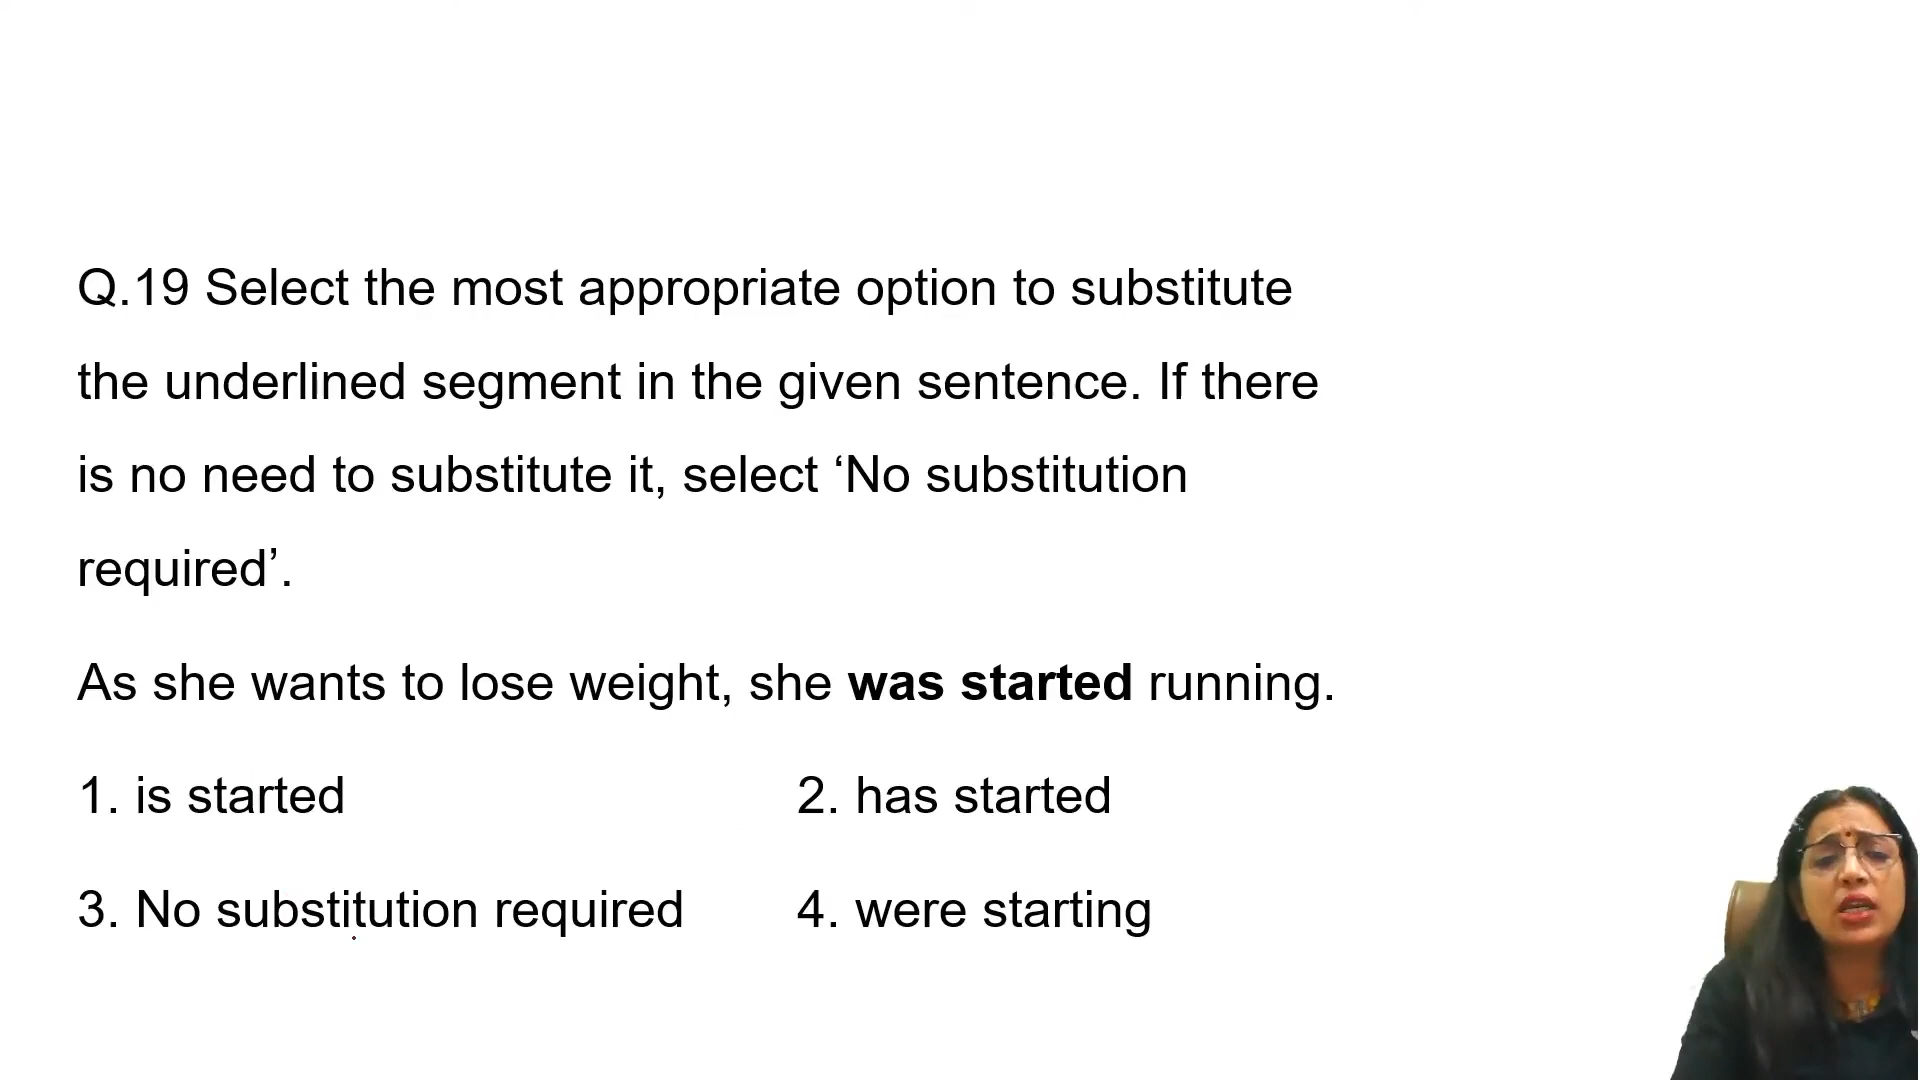 Q.19 Select the most appropriate option to substitute
the underlined segment in the given sentence. If there
is no need to substitute it, select ‘No substitution
required’.
As she wants to lose weight, she was started running.
1. is started 2. has started
3. No substitution required 4. were starting